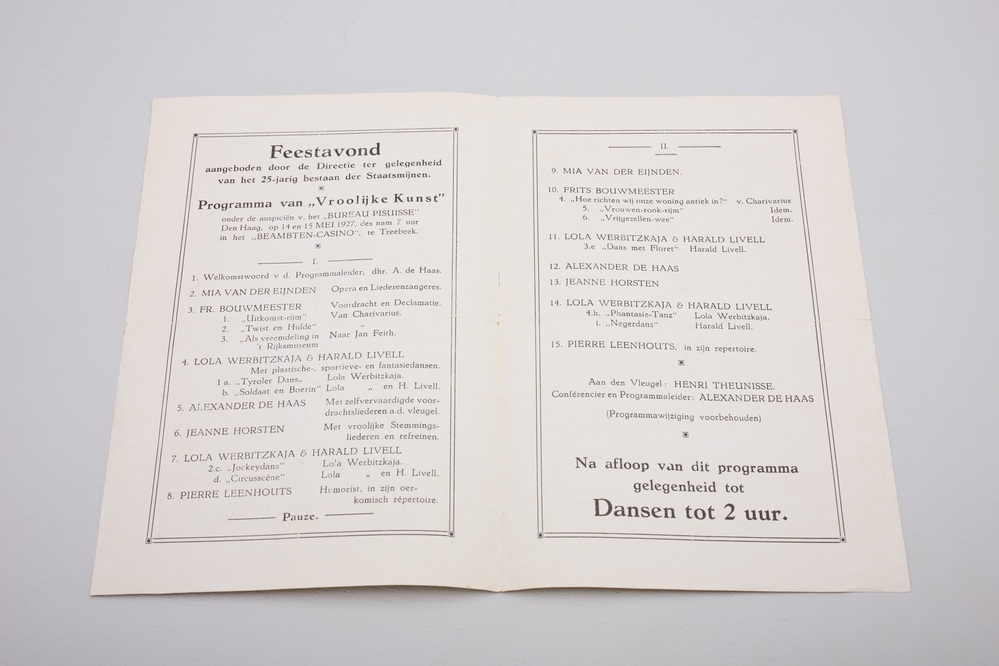 Feestavond
aangeboden door de Directie ter gelegenheid
van het 25-jarig bestaan der Staatsmijnen.
Programma van „Vroolijke Kunst"
onder de auspiciën v. het „BUREAU PISUISSE"
Den Haag, op 14 en 15 MEI 1927, des nam 7 uur
in het „BEAMBTEN-CASINO", te Treebeek.
I.
1. Welkomstwoord v d. Programmaleider, dhr. A. de Haas.
2. MIA VAN DER EIJNDEN Opera en Liederenzangeres.
3. FR. BOUWMEESTER Voordracht en Declamatie.
1. „Uitkomst-rijm" Van Charivarius.
2. „Twist en Hulde" „
3. „Als vreemdeling in Naar Jan Feith.
't Rijksmuseum
4. LOLA WERBITZKAJA & HARALD LIVELL
Met plastische-, sportieve- en fantasiedansen.
1 a. „Tyroler Dans„ Lola Werbitzkaja.
b. „Soldaat en Boerin" Lola „ en H. Livell.
5. ALEXANDER DE HAAS Met zelfvervaardigde voor-
drachtsliederen a.d. vleugel.
6. JEANNE HORSTEN Met vroolijke Stemmings-
liederen en refreinen.
7. LOLA WERBITZKAJA & HARALD LIVELL
2.c. „Jockeydans" Lo'a Werbitzkaja.
d. „Circusscène" Lola „ en H. Livell.
8. PIERRE LEENHOUTS Humorist, in zijn oer-
komisch répertoire.
Pauze.
II.
9. MIA VAN DER EIJNDEN.
10. FRITS BOUWMEESTER
4. „Hoe richten wij onze woning antiek in?" v. Charivarius
5. „Vrouwen-rook-rijm" Idem.
6. „Vrijgezellen-wee" Idem.
11. LOLA WERBITZKAJA & HARALD LIVELL
3.e „Dans met Floret" Harald Livell.
12. ALEXANDER DE HAAS
13. JEANNE HORSTEN
14. LOLA WERBITZKAJA & HARALD LIVELL
4.h. „Phantasie-Tanz" Lola Werbitzkaja.
i. „Negerdans" Harald Livell.
15. PIERRE LEENHOUTS, in zijn repertoire.
Aan den Vleugel: HENRI THEUNISSE.
Conférencier en Programmaleider: ALEXANDER DE HAAS
(Programmawijziging voorbehouden)
Na afloop van dit programma
gelegenheid tot
Dansen tot 2 uur.